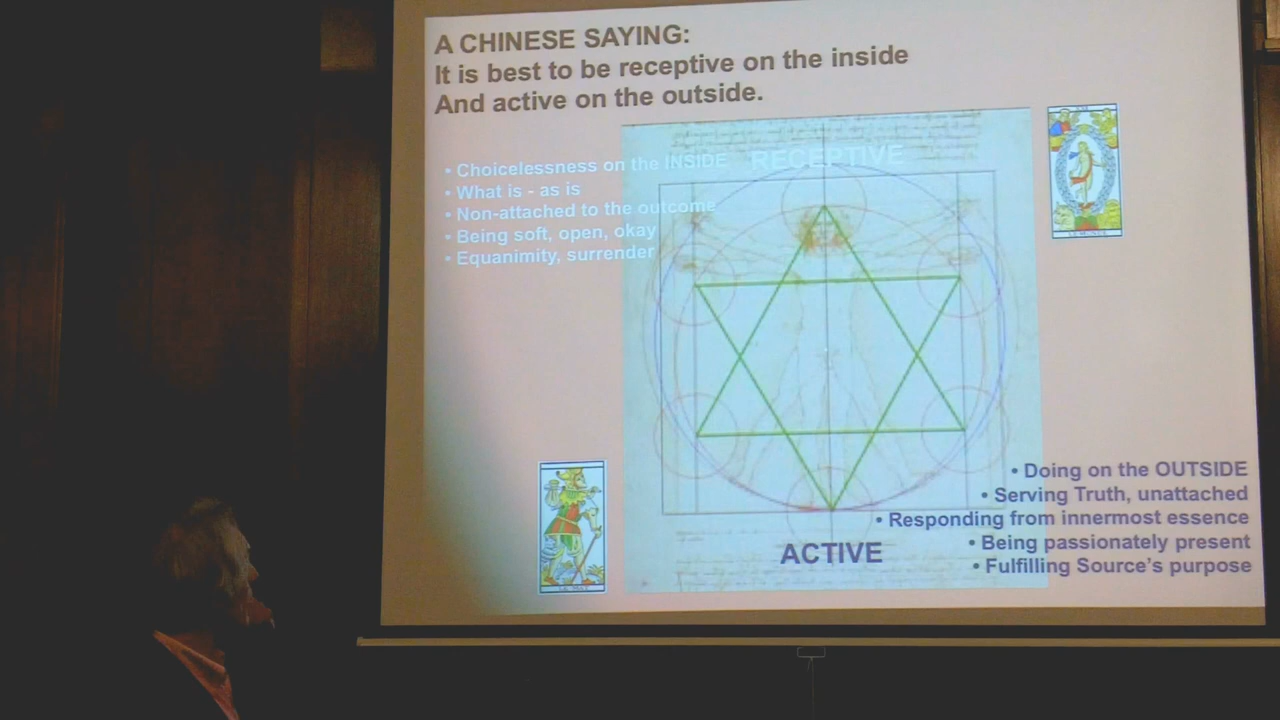 A CHINESE SAYING:
It is best to be receptive on the inside
And active on the outside.
• Choicelessness on the INSIDE
• What is - as is
• Non-attached to the outcome
• Being soft, open, okay
• Equanimity, surrender
RECEPTIVE
ACTIVE
• Doing on the OUTSIDE
• Serving Truth, unattached
• Responding from innermost essence
• Being passionately present
• Fulfilling Source's purpose